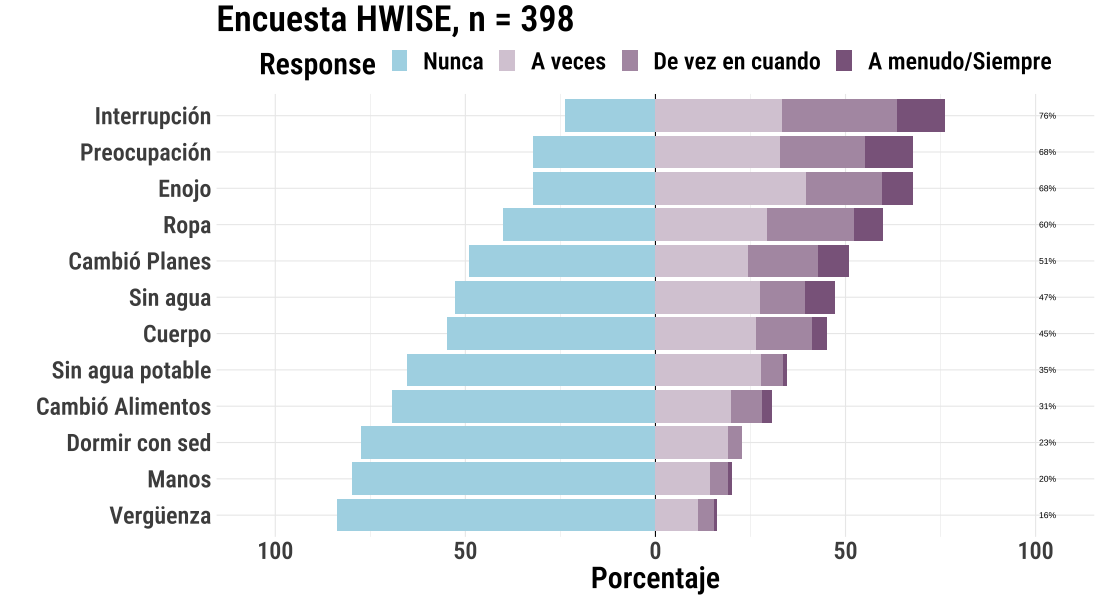 Encuesta HWISE, n = 398
Response Nunca A veces De vez en cuando A menudo/Siempre
Interrupción 76%
Preocupación 68%
Enojo 68%
Ropa 60%
Cambió Planes 51%
Sin agua 47%
Cuerpo 45%
Sin agua potable 35%
Cambió Alimentos 31%
Dormir con sed 23%
Manos 20%
Vergüenza 16%
100 50 0 50 100
Porcentaje